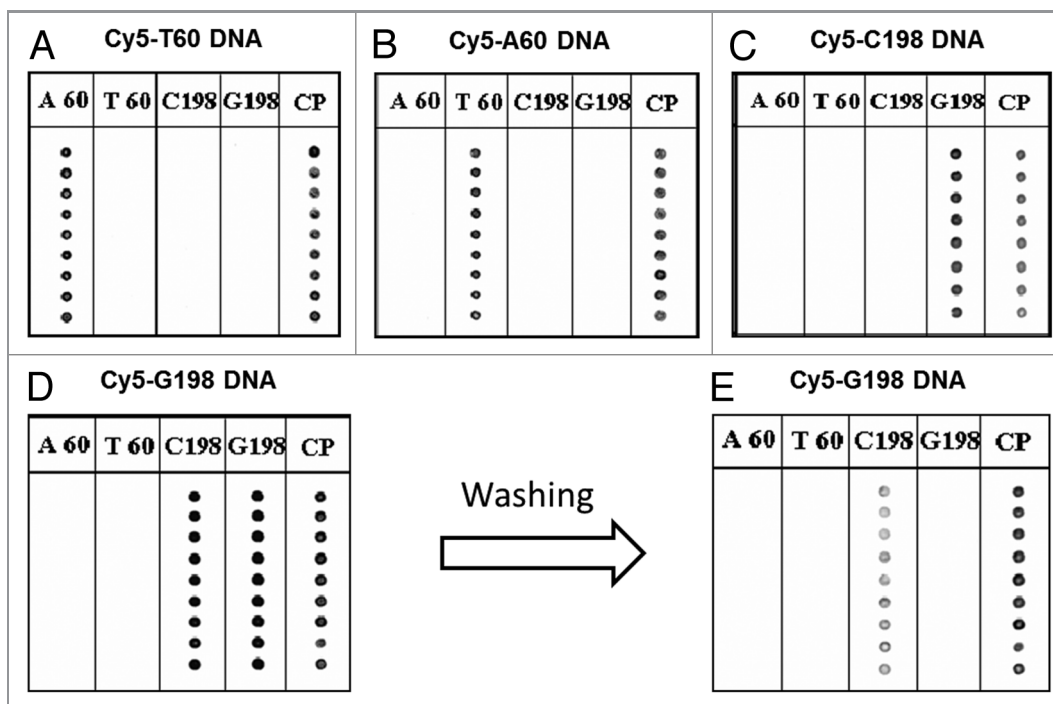 A Cy5-T60 DNA
A 60 T 60 C198 G198 CP
B Cy5-A60 DNA
A 60 T 60 C198 G198 CP
C Cy5-C198 DNA
A 60 T 60 C198 G198 CP
D Cy5-G198 DNA
A 60 T 60 C198 G198 CP
Washing
E Cy5-G198 DNA
A 60 T 60 C198 G198 CP